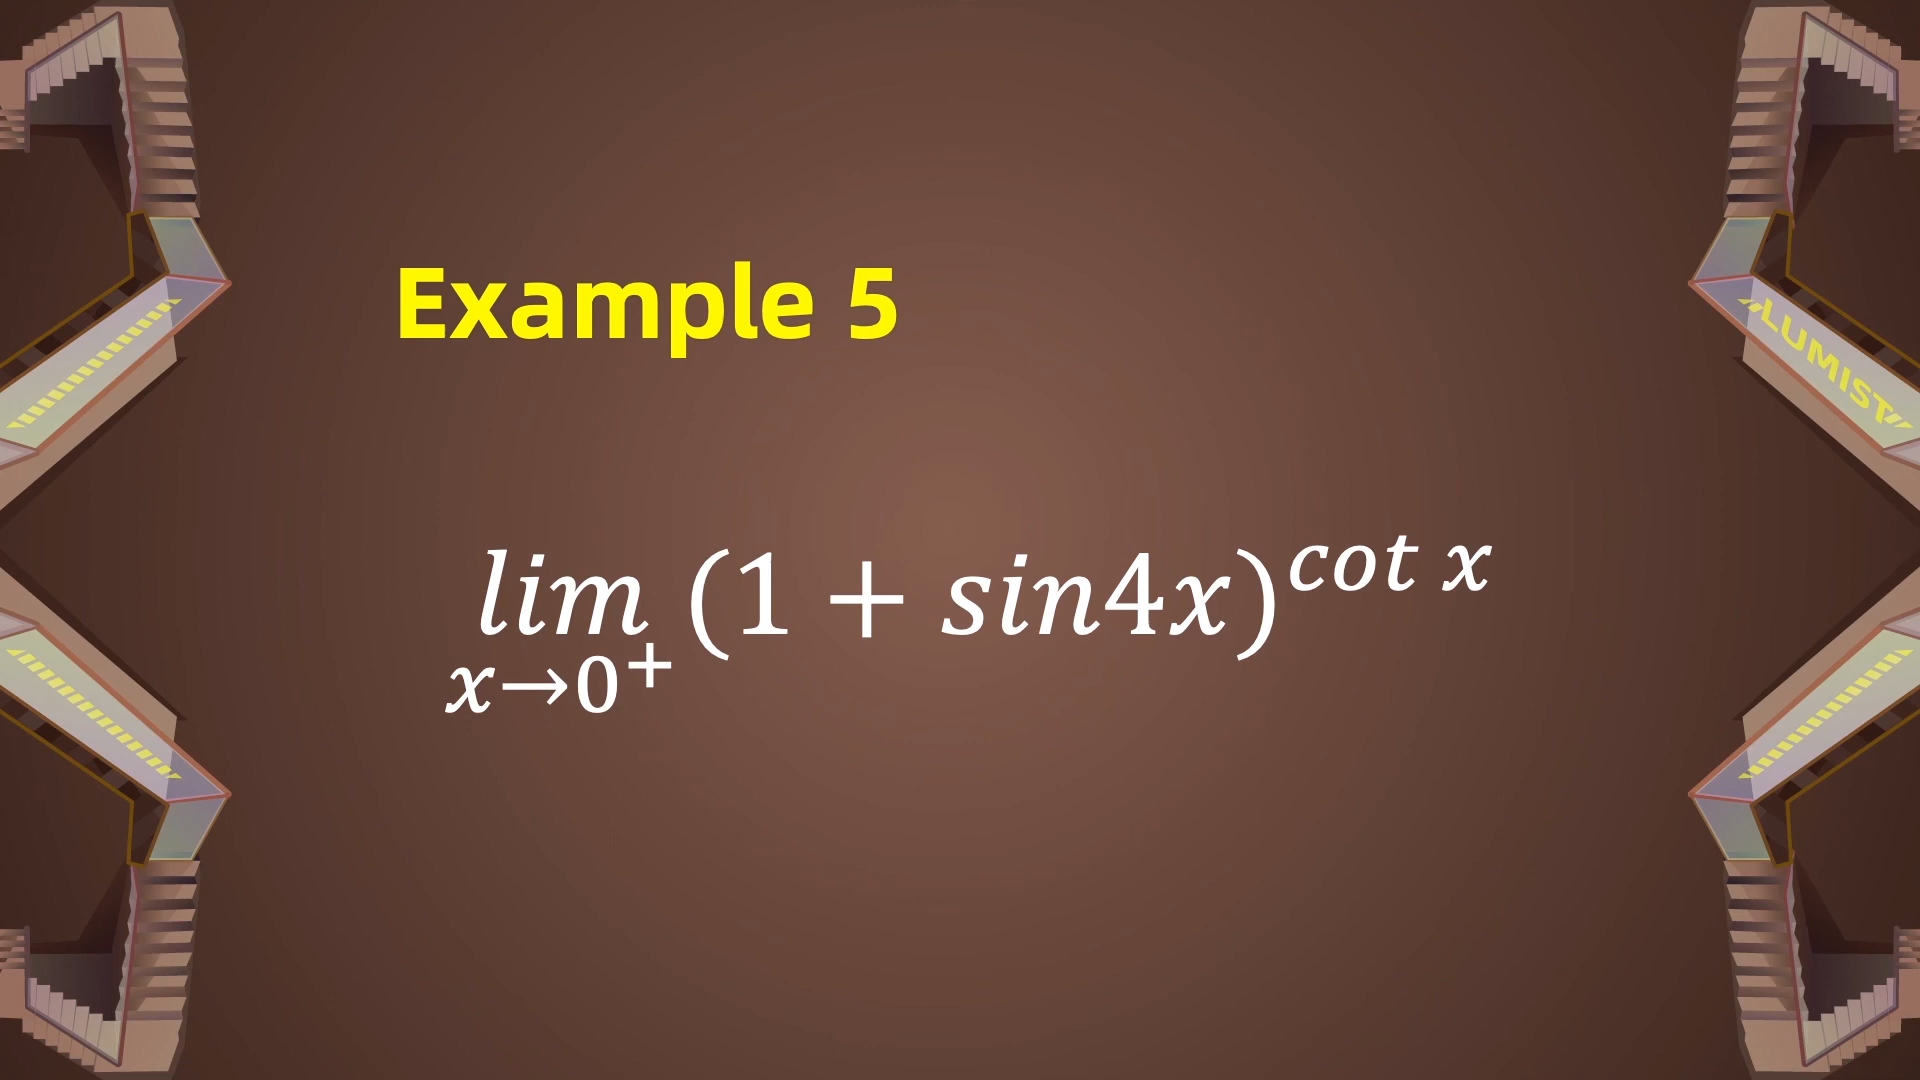 Example 5
lim (1 + sin4x)^{cot x}
x→0⁺
LUMIST